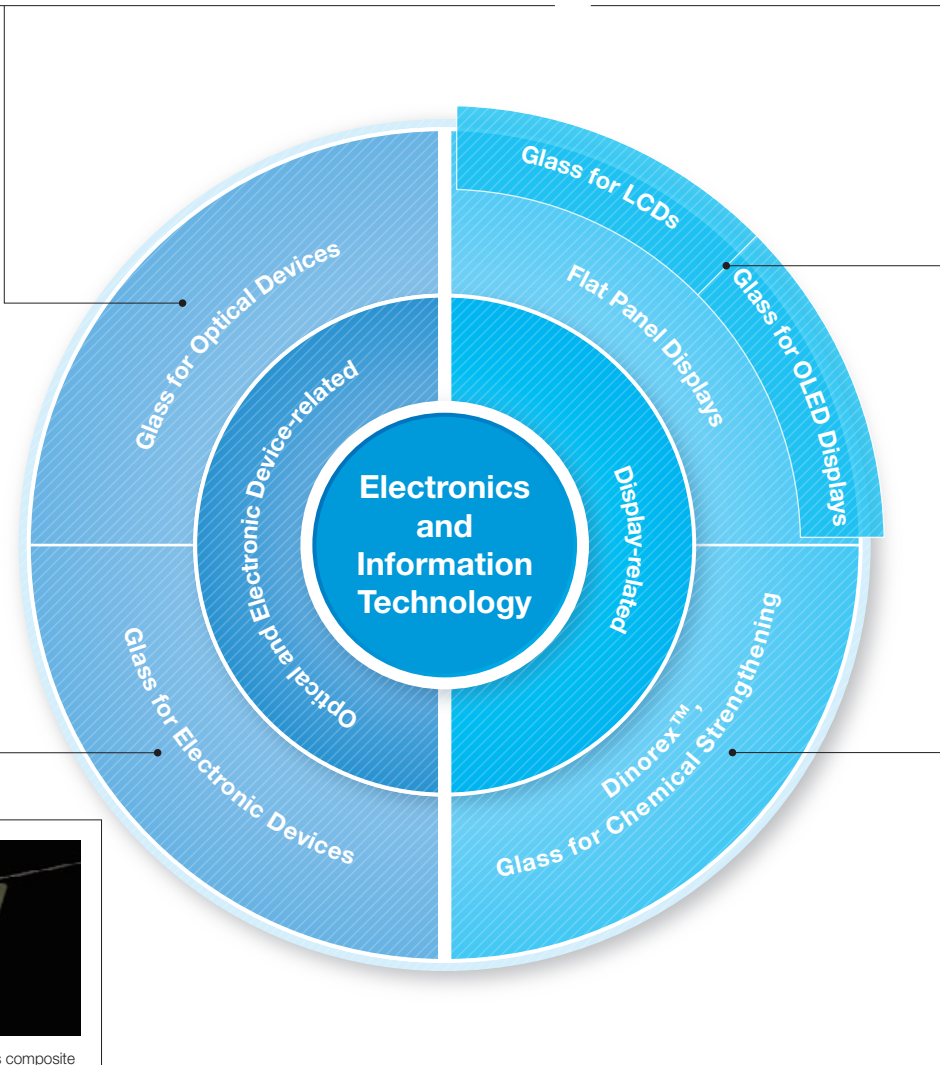 Electronics
and
Information
Technology
Optical and Electronic Device-related
Display-related
Glass for Optical Devices
Glass for Electronic Devices
Flat Panel Displays
Glass for LCDs
Glass for OLED Displays
Dinorex™,
Glass for Chemical Strengthening
composite